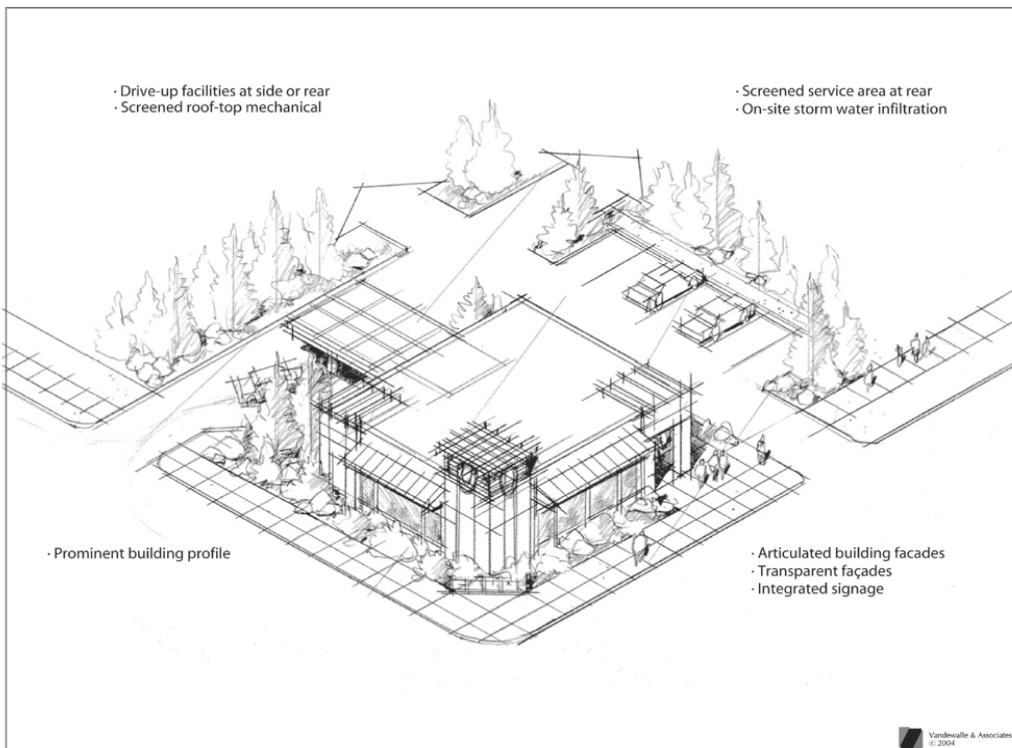 · Drive-up facilities at side or rear
· Screened roof-top mechanical
· Screened service area at rear
· On-site storm water infiltration
· Prominent building profile
· Articulated building facades
· Transparent façades
· Integrated signage
Vandewalle & Associates
© 2004